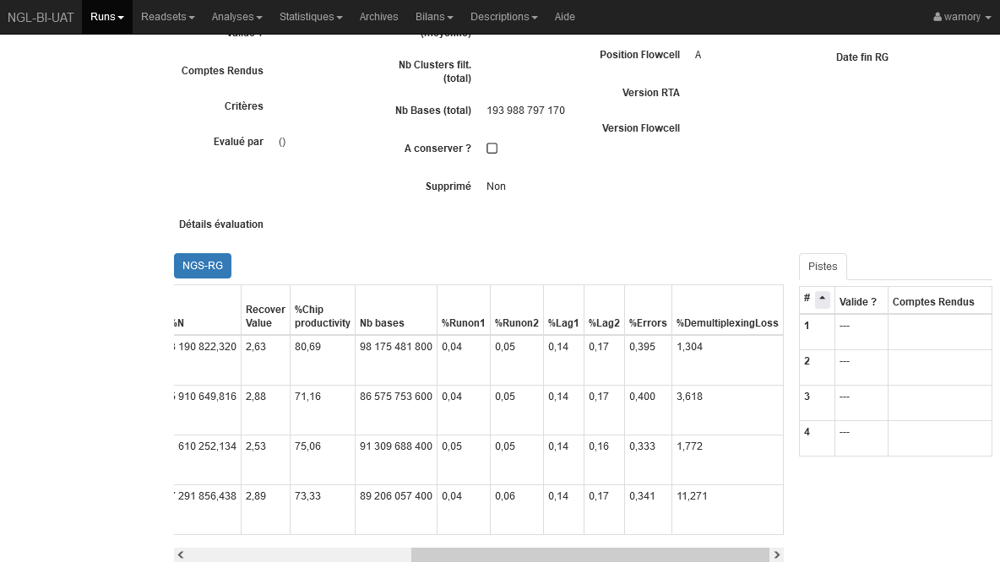 NGL-BI-UAT Runs Readsets Analyses Statistiques Archives Bilans Descriptions Aide wamory
Position Flowcell A
Date fin RG
Comptes Rendus
Nb Clusters filt.
(total)
Version RTA
Critères
Nb Bases (total) 193 988 797 170
Version Flowcell
Evalué par ()
A conserver ?
Supprimé Non
Détails évaluation
NGS-RG
Pistes
%N Recover Value %Chip productivity Nb bases %Runon1 %Runon2 %Lag1 %Lag2 %Errors %DemultiplexingLoss
190 822,320 2,63 80,69 98 175 481 800 0,04 0,05 0,14 0,17 0,395 1,304
910 649,816 2,88 71,16 86 575 753 600 0,04 0,05 0,14 0,17 0,400 3,618
610 252,134 2,53 75,06 91 309 688 400 0,05 0,05 0,14 0,16 0,333 1,772
291 856,438 2,89 73,33 89 206 057 400 0,04 0,06 0,14 0,17 0,341 11,271
# Valide ? Comptes Rendus
1 ---
2 ---
3 ---
4 ---